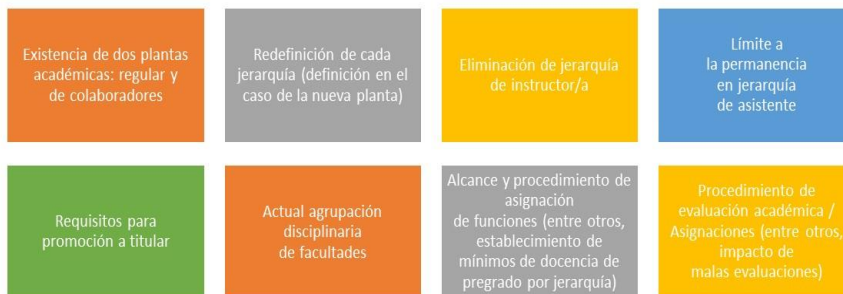 Existencia de dos plantas
académicas: regular y
de colaboradores
Redefinición de cada
jerarquía (definición en el
caso de la nueva planta)
Eliminación de jerarquía
de instructor/a
Límite a
la permanencia
en jerarquía
de asistente
Requisitos para
promoción a titular
Actual agrupación
disciplinaria
de facultades
Alcance y procedimiento de
asignación
de funciones (entre otros,
establecimiento de
mínimos de docencia de
pregrado por jerarquía)
Procedimiento de
evaluación académica /
Asignaciones (entre otros,
impacto de
malas evaluaciones)